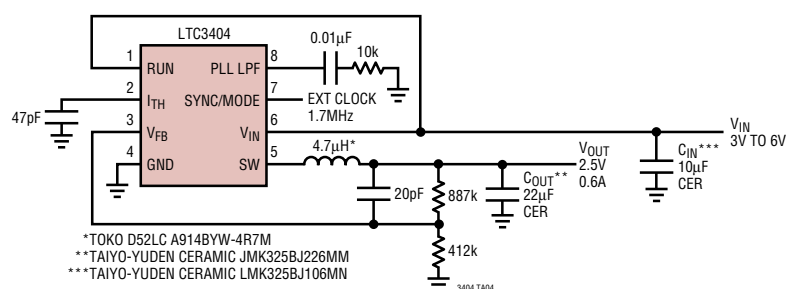 LTC3404
1
RUN
2
ITH
3
VFB
4
GND
8
PLL LPF
7
SYNC/MODE
6
VIN
5
SW
47pF
0.01µF
10k
EXT CLOCK
1.7MHz
4.7µH*
20pF
887k
412k
COUT**
22µF
CER
VOUT
2.5V
0.6A
CIN***
10µF
CER
VIN
3V TO 6V
*TOKO D52LC A914BYW-4R7M
**TAIYO-YUDEN CERAMIC JMK325BJ226MM
***TAIYO-YUDEN CERAMIC LMK325BJ106MN
3404 TA04